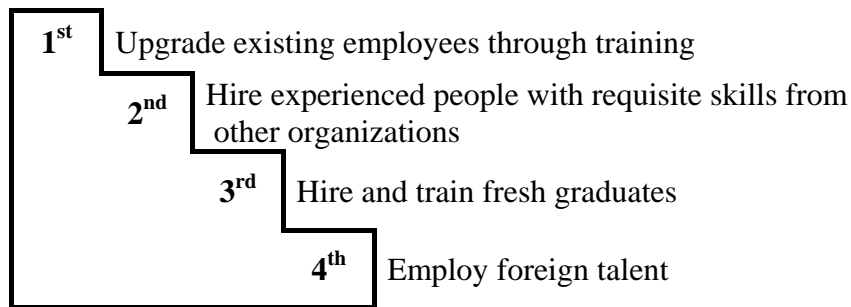 1st Upgrade existing employees through training
2nd Hire experienced people with requisite skills from
other organizations
3rd Hire and train fresh graduates
4th Employ foreign talent